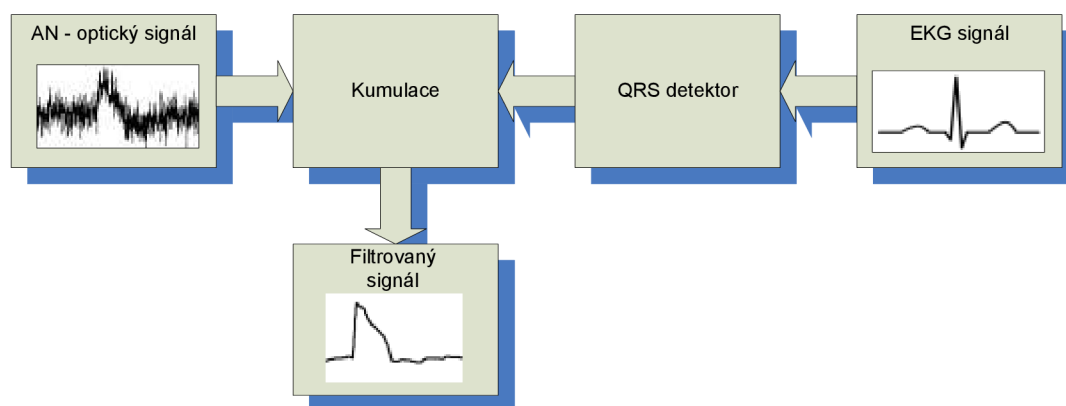 AN - optický signál
Kumulace
QRS detektor
EKG signál
Filtrovaný
signál